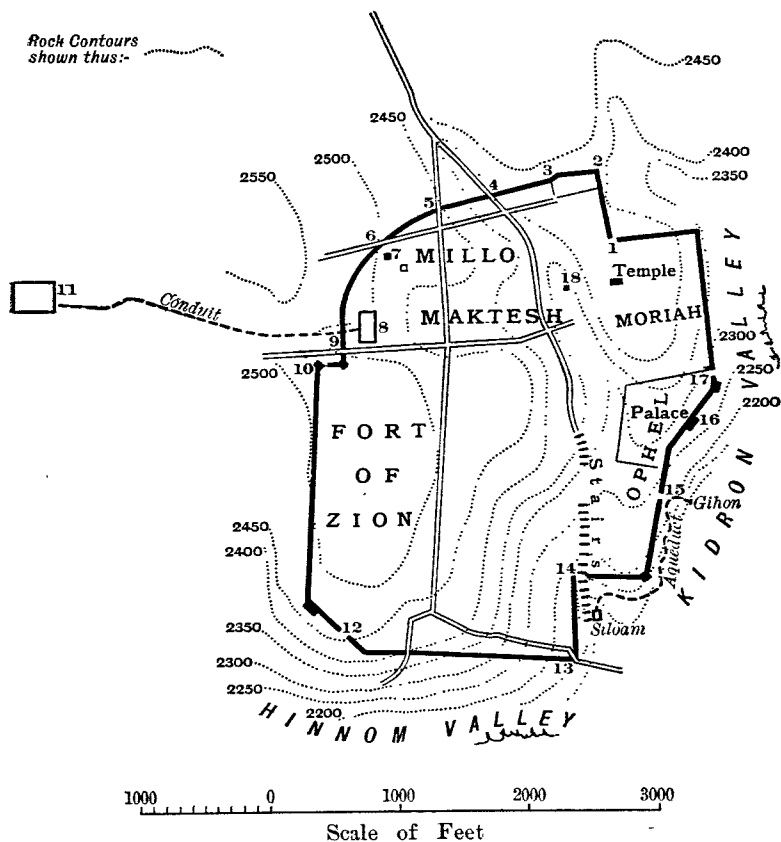 Rock Contours
shown thus:-
2450
2450
2400
2350
2500
2550
3
2
4
5
6
7
MILLO
1
Temple
18
11
Conduit
8
MAKTESH
MORIAH
9
10
2500
2300
2250
2200
17
Palace
16
OPHEL
VALLEY
KIDRON
FORT
OF
ZION
15
Gihon
Stairs
Aqueduct
2450
2400
14
Siloam
12
2350
2300
2250
2200
13
HINNOM VALLEY
1000 0 1000 2000 3000
Scale of Feet